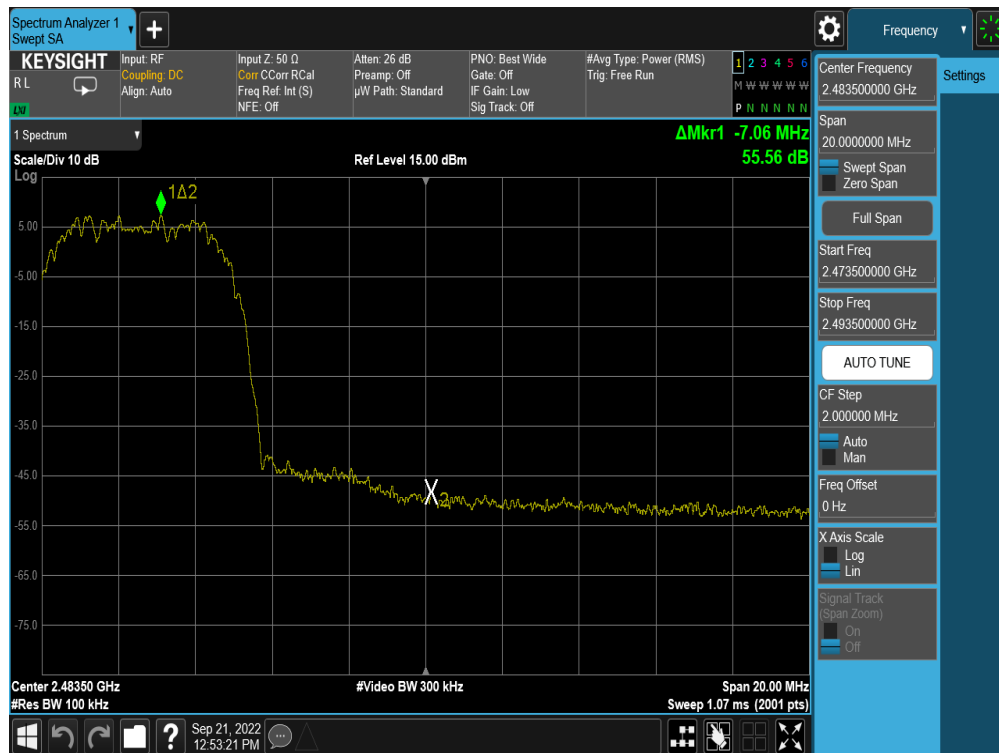 Spectrum Analyzer 1
Swept SA
Frequency
KEYSIGHT
R L
LXI
Input: RF
Coupling: DC
Align: Auto
Input Z: 50 Ω
Corr CCorr RCal
Freq Ref: Int (S)
NFE: Off
Atten: 26 dB
Preamp: Off
µW Path: Standard
PNO: Best Wide
Gate: Off
IF Gain: Low
Sig Track: Off
#Avg Type: Power (RMS)
Trig: Free Run
1 2 3 4 5 6
M W W W W W
P N N N N N
1 Spectrum
ΔMkr1 -7.06 MHz
55.56 dB
Scale/Div 10 dB
Ref Level 15.00 dBm
Log
1Δ2
5.00
-5.00
-15.0
-25.0
-35.0
-45.0
2
-55.0
-65.0
-75.0
Center 2.48350 GHz
#Video BW 300 kHz
Span 20.00 MHz
#Res BW 100 kHz
Sweep 1.07 ms (2001 pts)
Sep 21, 2022
12:53:21 PM
Center Frequency
2.483500000 GHz
Settings
Span
20.0000000 MHz
Swept Span
Zero Span
Full Span
Start Freq
2.473500000 GHz
Stop Freq
2.493500000 GHz
AUTO TUNE
CF Step
2.000000 MHz
Auto
Man
Freq Offset
0 Hz
X Axis Scale
Log
Lin
Signal Track
(Span Zoom)
On
Off